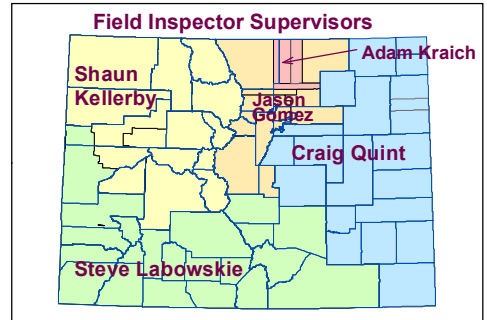 Field Inspector Supervisors
Adam Kraich
Shaun
Kellerby
Jason
Gomez
Craig Quint
Steve Labowskie